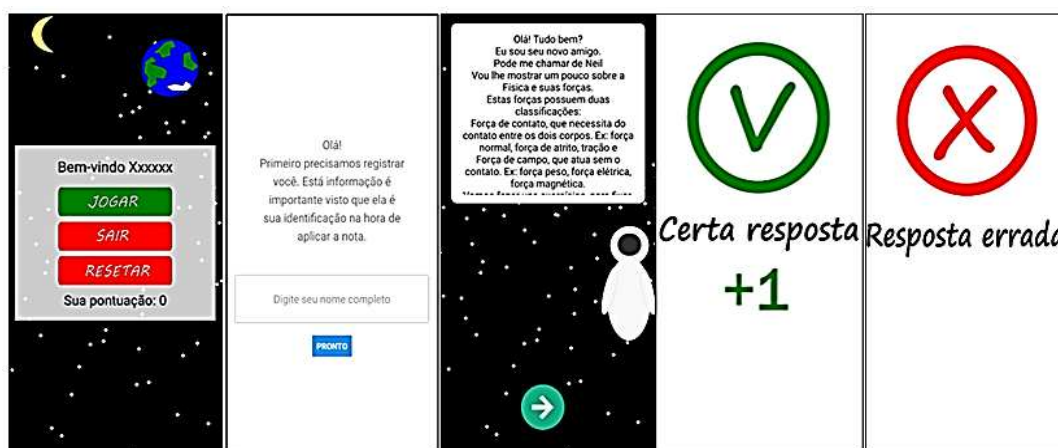 Bem-vindo Xxxxxx
JOGAR
SAIR
RESETAR
Sua pontuação: 0
Olá!
Primeiro precisamos registrar
você. Está informação é
importante visto que ela é
sua identificação na hora de
aplicar a nota.
Digite seu nome completo
PRONTO
Olá! Tudo bem?
Eu sou seu novo amigo.
Pode me chamar de Neil
Vou lhe mostrar um pouco sobre a
Física e suas forças.
Estas forças possuem duas
classificações:
Força de contato, que necessita do
contato entre os dois corpos. Ex: força
normal, força de atrito, tração e
Força de campo, que atua sem o
contato. Ex: força peso, força elétrica,
força magnética.
Certa resposta
+1
Resposta errada